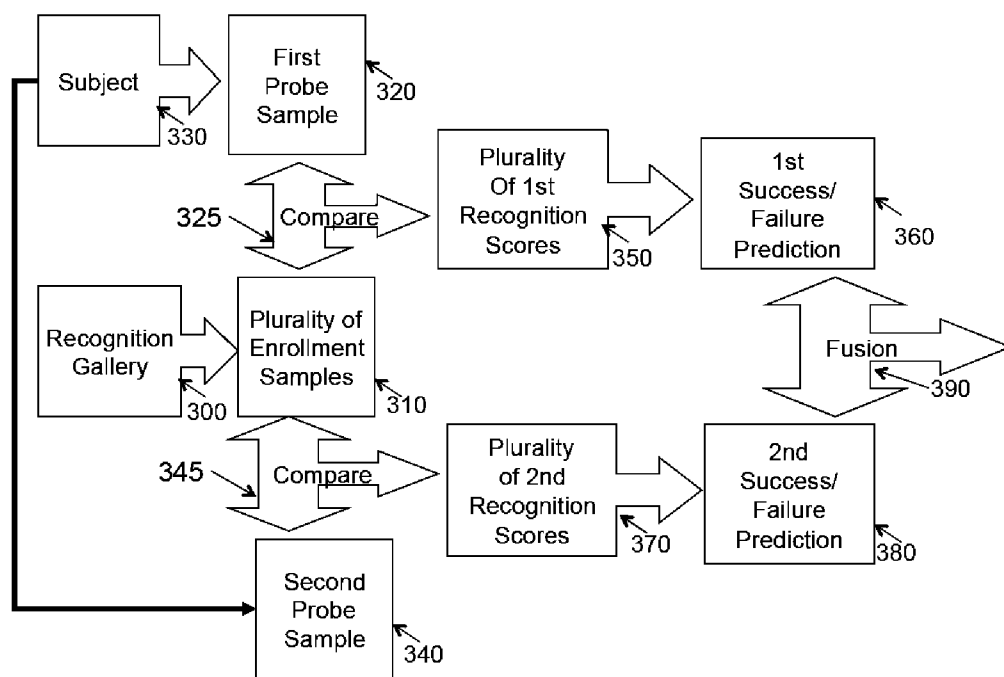 Subject
330
First
Probe
Sample
320
325
Compare
Plurality
Of 1st
Recognition
Scores
350
1st
Success/
Failure
Prediction
360
Recognition
Gallery
300
Plurality of
Enrollment
Samples
310
Fusion
390
345
Compare
Plurality
of 2nd
Recognition
Scores
370
2nd
Success/
Failure
Prediction
380
Second
Probe
Sample
340